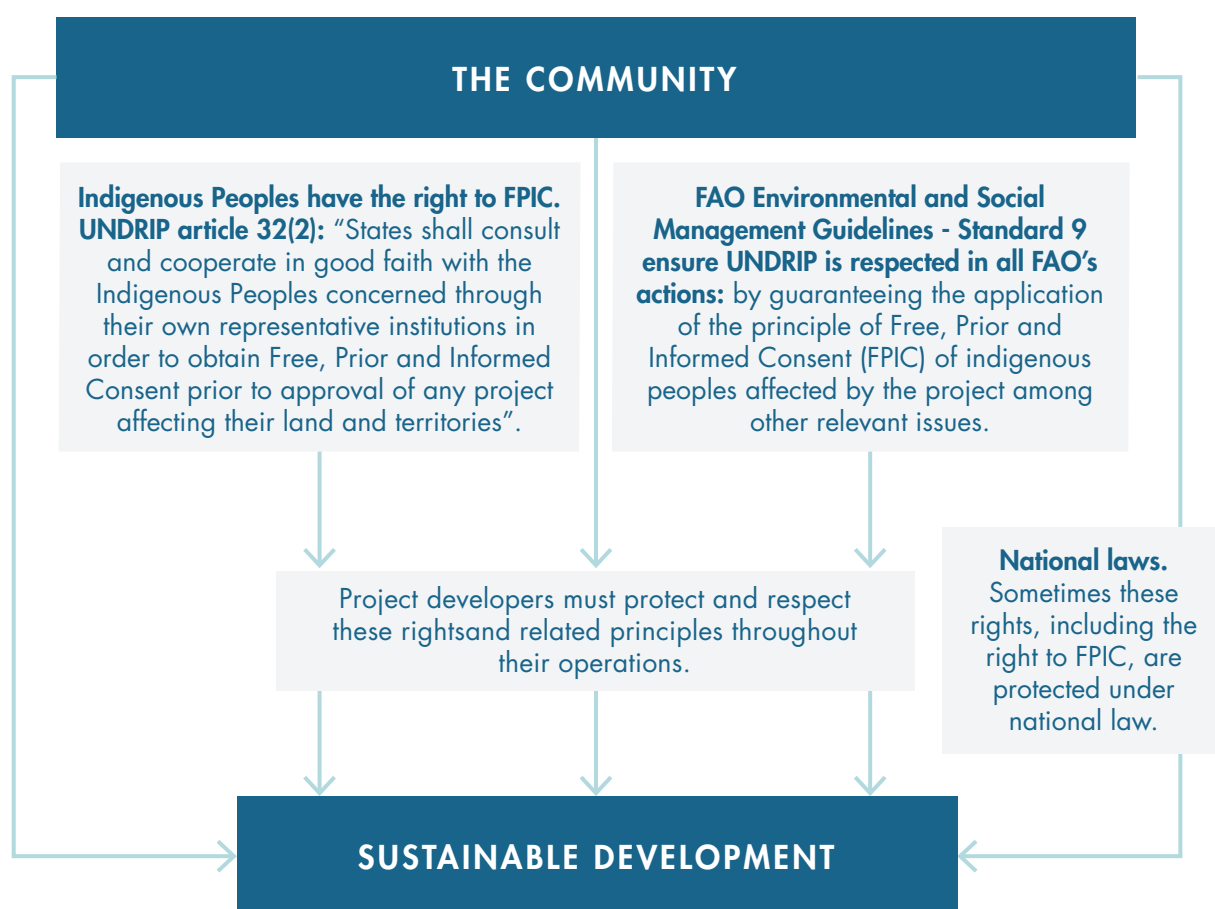 THE COMMUNITY
Indigenous Peoples have the right to FPIC.
UNDRIP article 32(2): “States shall consult
and cooperate in good faith with the
Indigenous Peoples concerned through
their own representative institutions in
order to obtain Free, Prior and Informed
Consent prior to approval of any project
affecting their land and territories”.
FAO Environmental and Social
Management Guidelines - Standard 9
ensure UNDRIP is respected in all FAO’s
actions: by guaranteeing the application
of the principle of Free, Prior and
Informed Consent (FPIC) of indigenous
peoples affected by the project among
other relevant issues.
Project developers must protect and respect
these rightsand related principles throughout
their operations.
National laws.
Sometimes these
rights, including the
right to FPIC, are
protected under
national law.
SUSTAINABLE DEVELOPMENT